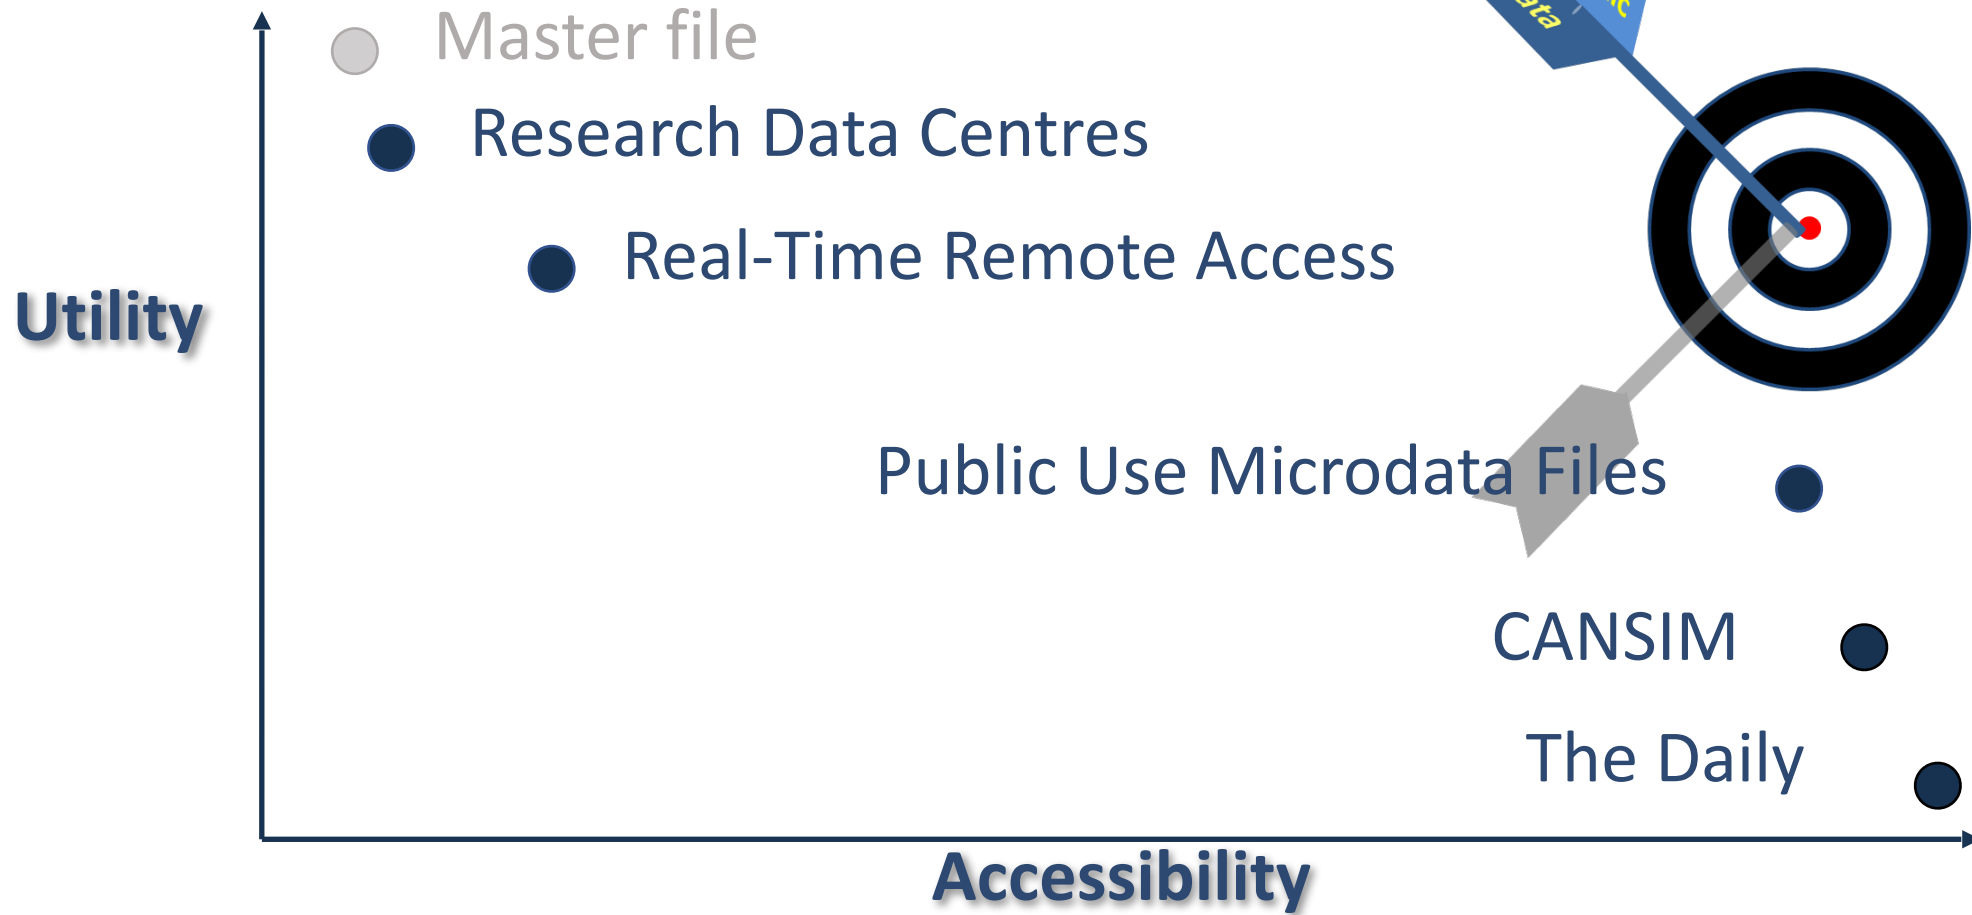 Master file
Research Data Centres
Real-Time Remote Access
Utility
Public Use Microdata Files
CANSIM
The Daily
Accessibility